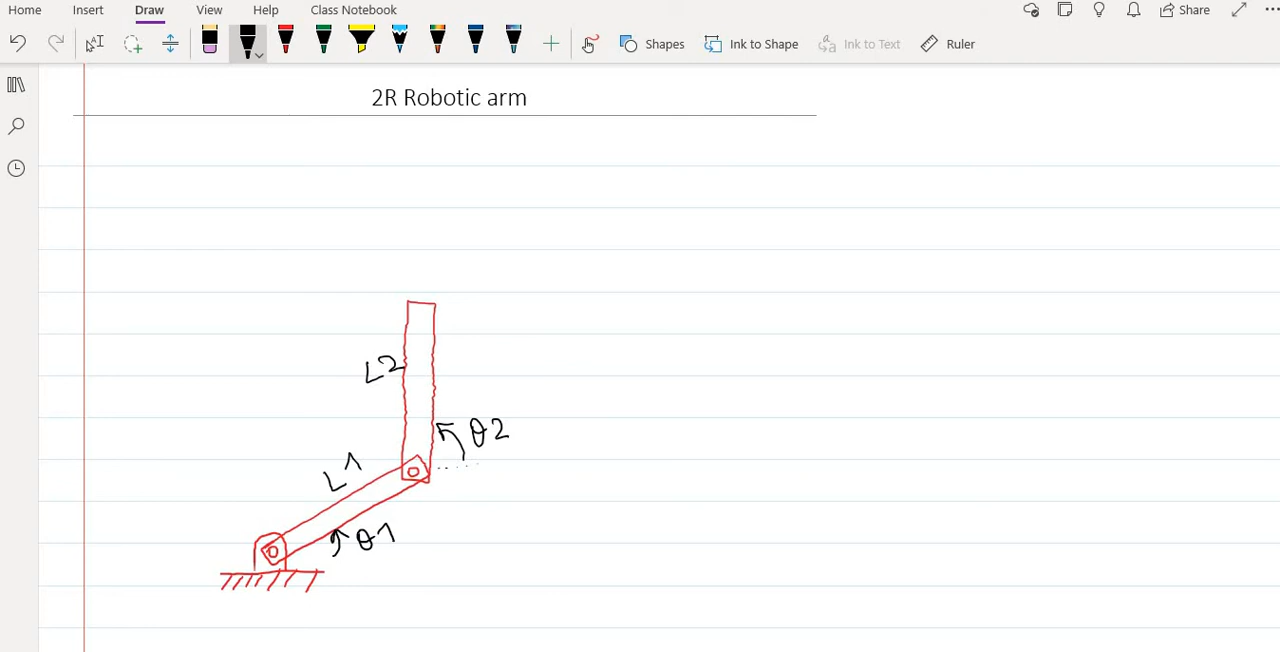 Home Insert Draw View Help Class Notebook Share
Shapes Ink to Shape Ink to Text Ruler
2R Robotic arm
L2
θ2
L1
θ1